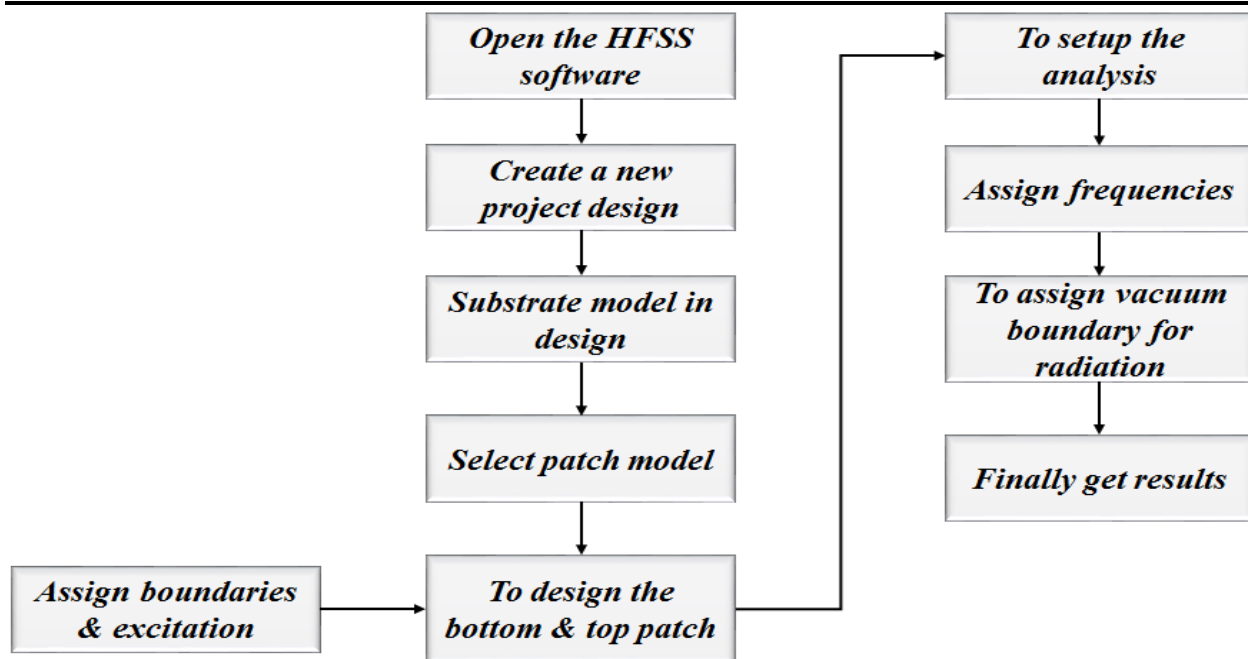 Open the HFSS
software
Create a new
project design
Substrate model in
design
Select patch model
Assign boundaries
& excitation
To design the
bottom & top patch
To setup the
analysis
Assign frequencies
To assign vacuum
boundary for
radiation
Finally get results